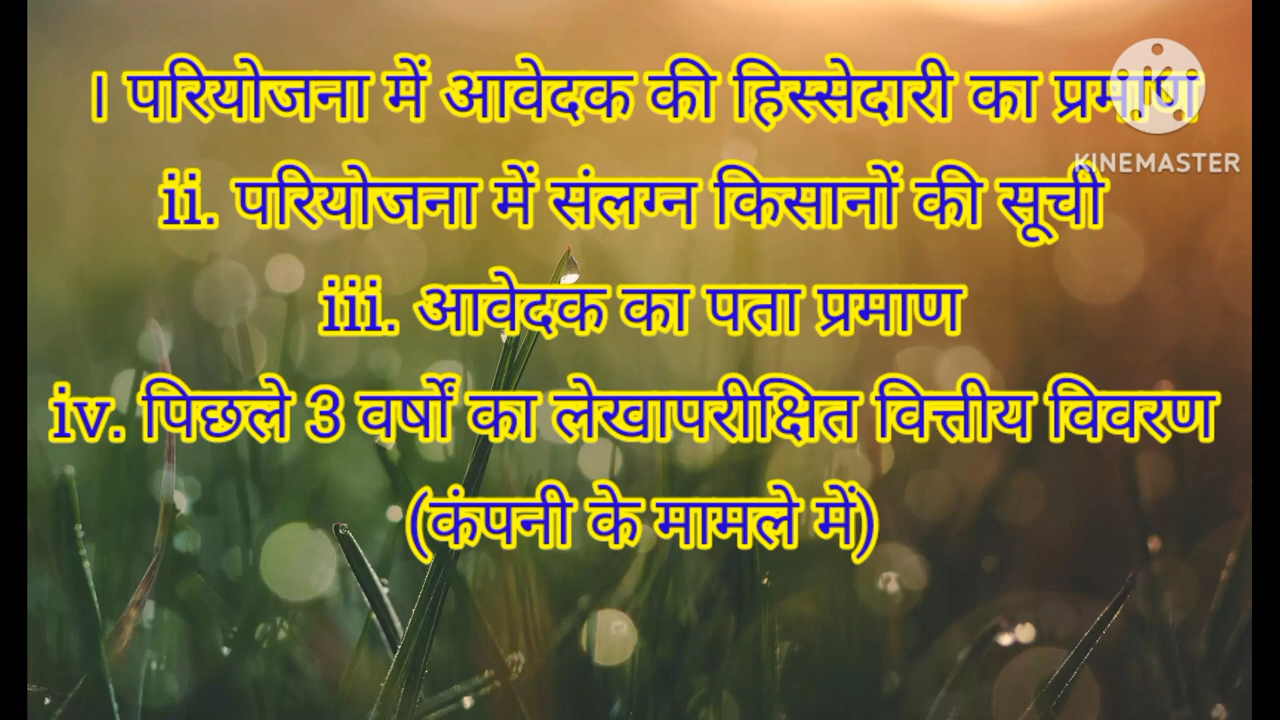 । परियोजना में आवेदक की हिस्सेदारी का प्रमाण
KINEMASTER
ii. परियोजना में संलग्न किसानों की सूची
iii. आवेदक का पता प्रमाण
iv. पिछले 3 वर्षों का लेखापरीक्षित वित्तीय विवरण
(कंपनी के मामले में)